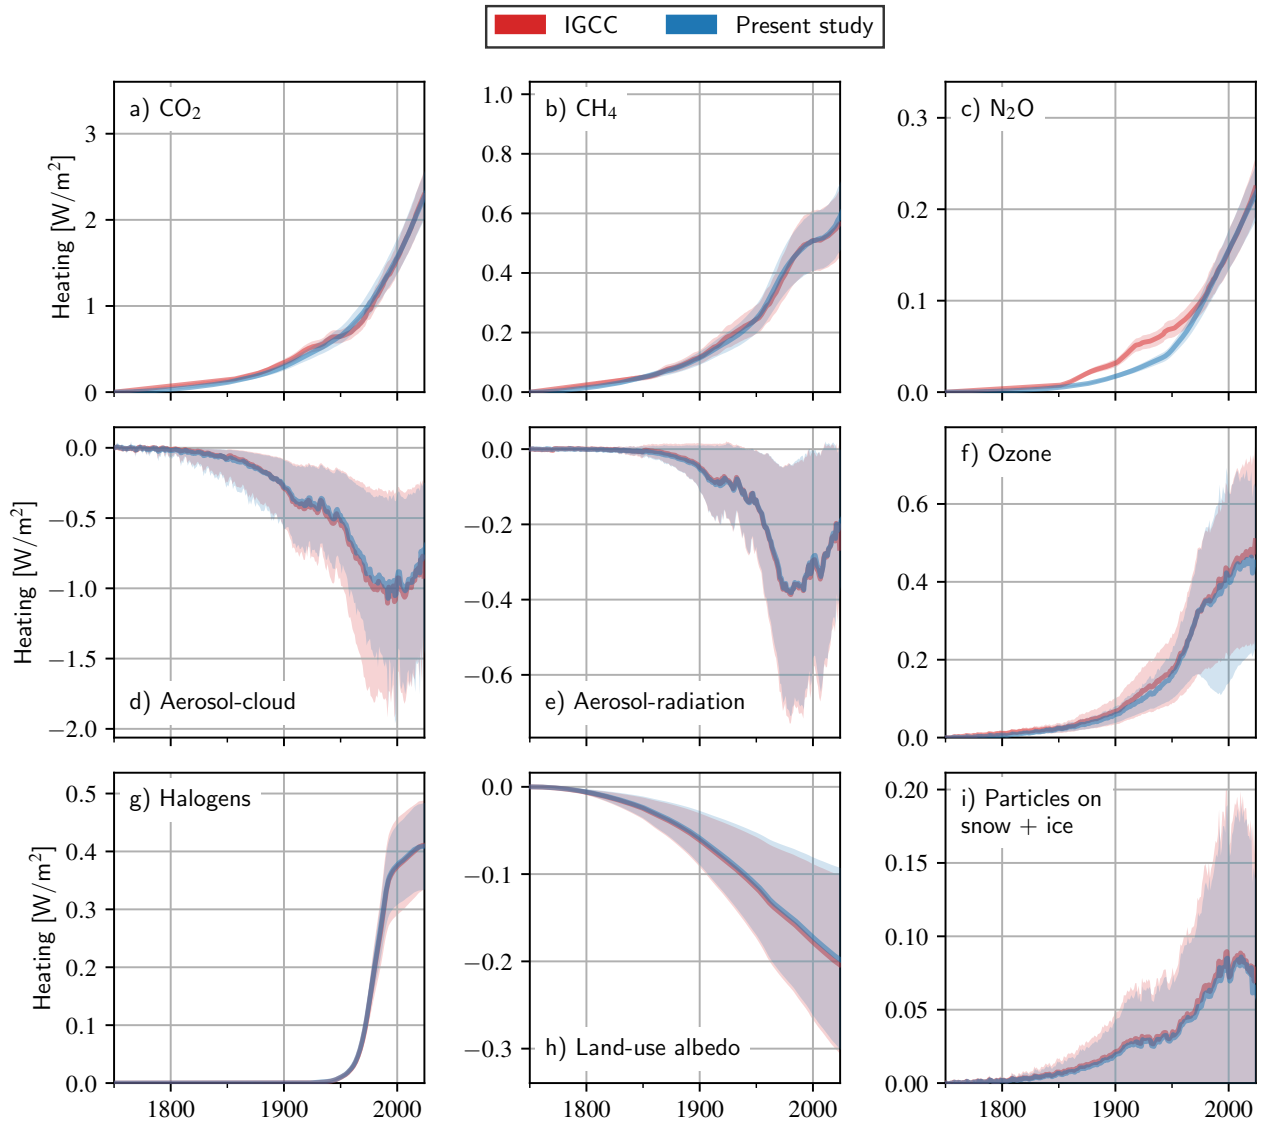 IGCC Present study
a) CO₂
b) CH₄
c) N₂O
Heating [W/m²]
3
2
1
0
1.0
0.8
0.6
0.4
0.2
0.0
0.3
0.2
0.1
0.0
d) Aerosol-cloud
e) Aerosol-radiation
f) Ozone
Heating [W/m²]
0.0
−0.5
−1.0
−1.5
−2.0
0.0
−0.2
−0.4
−0.6
0.6
0.4
0.2
0.0
g) Halogens
h) Land-use albedo
i) Particles on
snow + ice
Heating [W/m²]
0.5
0.4
0.3
0.2
0.1
0.0
0.0
−0.1
−0.2
−0.3
0.20
0.15
0.10
0.05
0.00
1800 1900 2000
1800 1900 2000
1800 1900 2000